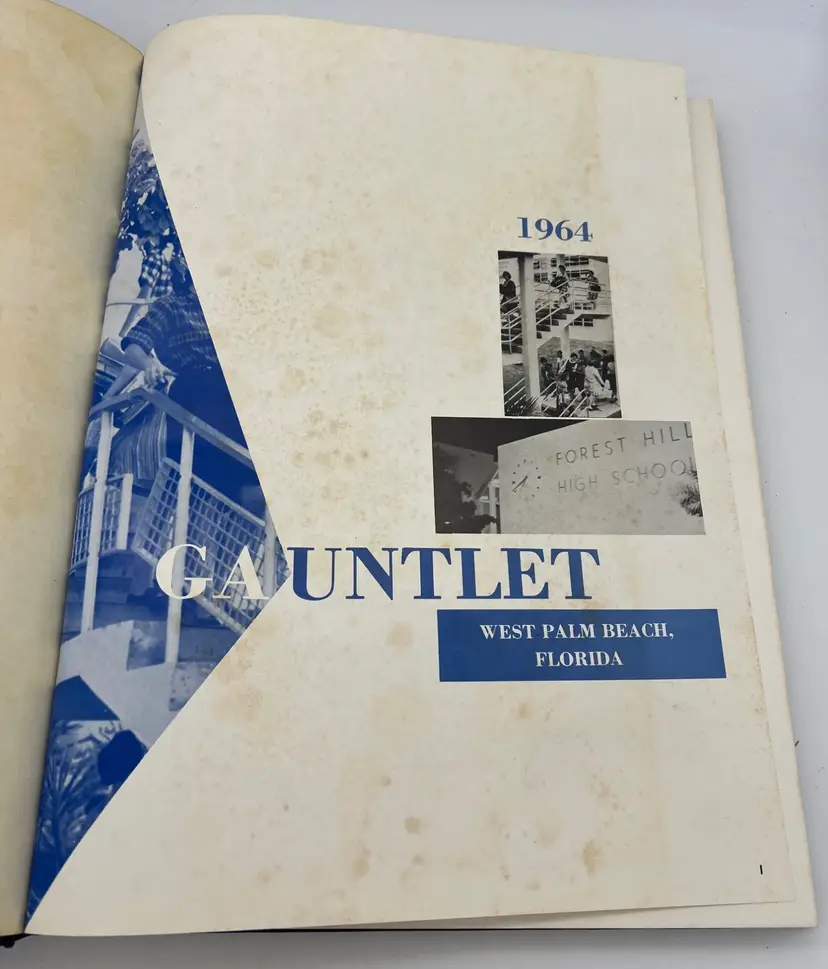 1964
FOREST HILL
HIGH SCHOOL
GAUNTLET
WEST PALM BEACH,
FLORIDA
1